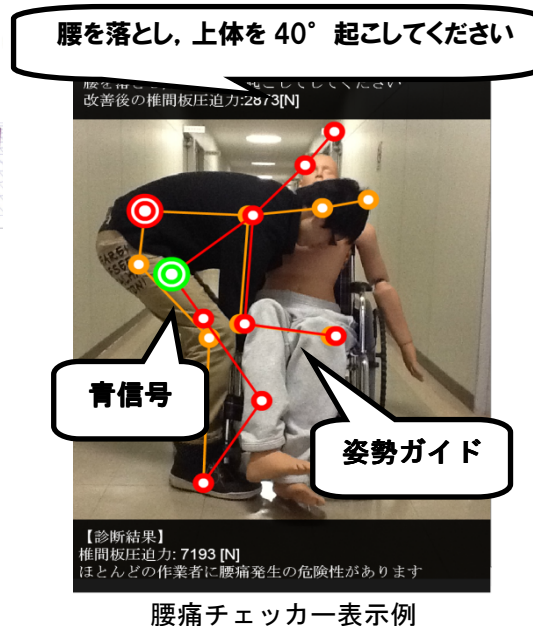 腰を落とし，上体を 40° 起こしてください
改善後の椎間板圧迫力:2873[N]
青信号
姿勢ガイド
【診断結果】
椎間板圧迫力: 7193 [N]
ほとんどの作業者に腰痛発生の危険性があります
腰痛チェッカー表示例